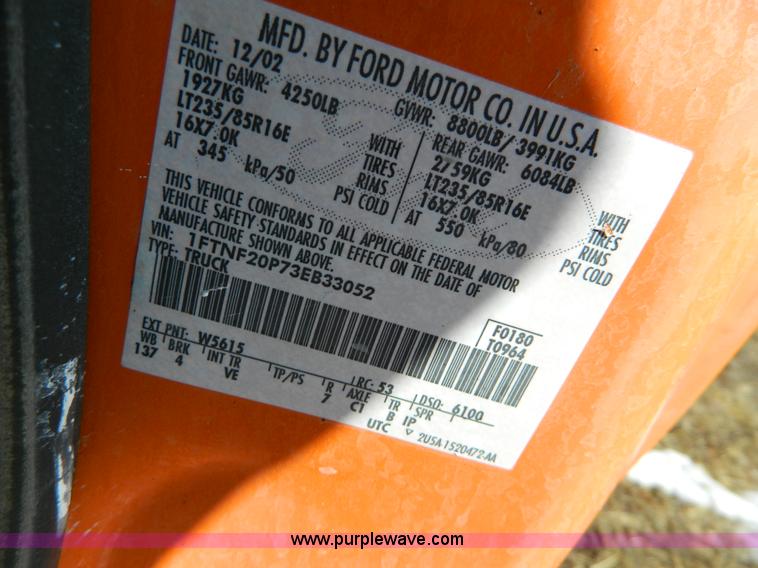 MFD. BY FORD MOTOR CO. IN U.S.A.
DATE: 12/02 GVWR: 8800LB/ 3991KG
FRONT GAWR: 4250LB REAR GAWR: 6084LB
1927KG WITH 2759KG WITH
LT235/85R16E TIRES LT235/85R16E TIRES
16X7.0K RIMS 16X7.0K RIMS
AT 345 kPa/50 PSI COLD AT 550 kPa/80 PSI COLD
THIS VEHICLE CONFORMS TO ALL APPLICABLE FEDERAL MOTOR
VEHICLE SAFETY STANDARDS IN EFFECT ON THE DATE OF
MANUFACTURE SHOWN ABOVE.
VIN: 1FTNF20P73EB33052
TYPE: TRUCK
F0180
T0964
EXT PNT: W5615 RC: 53 DSO: 6100
WB BRK INT TR TP/PS R AXLE TR SPR
137 4 VE 7 C1 B IP
UTC ▽ 2U5A 1520472-AA
www.purplewave.com